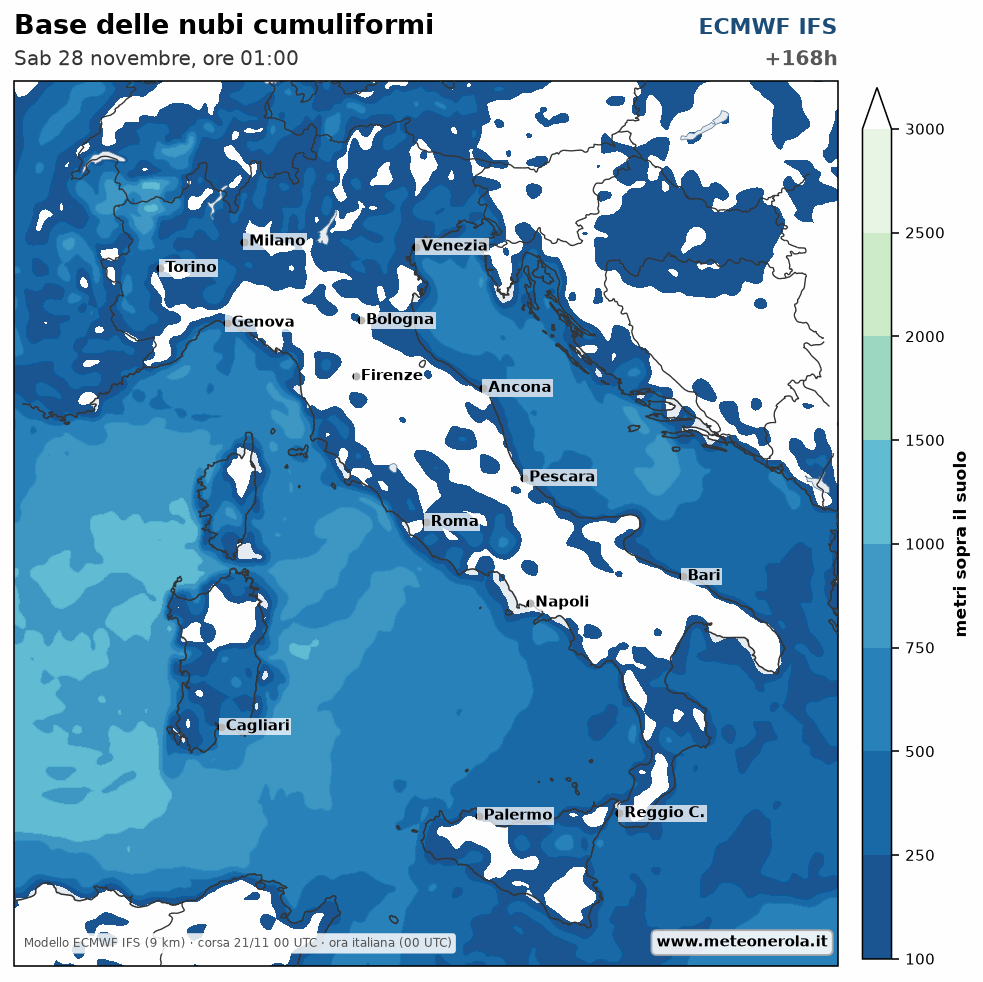 Base delle nubi cumuliformi
ECMWF IFS
Sab 28 novembre, ore 01:00
+168h
Milano
Venezia
Torino
Genova
Bologna
Firenze
Ancona
Pescara
Roma
Bari
Napoli
Cagliari
Palermo
Reggio C.
3000
2500
2000
1500
1000
750
500
250
100
metri sopra il suolo
Modello ECMWF IFS (9 km) · corsa 21/11 00 UTC · ora italiana (00 UTC)
www.meteonerola.it